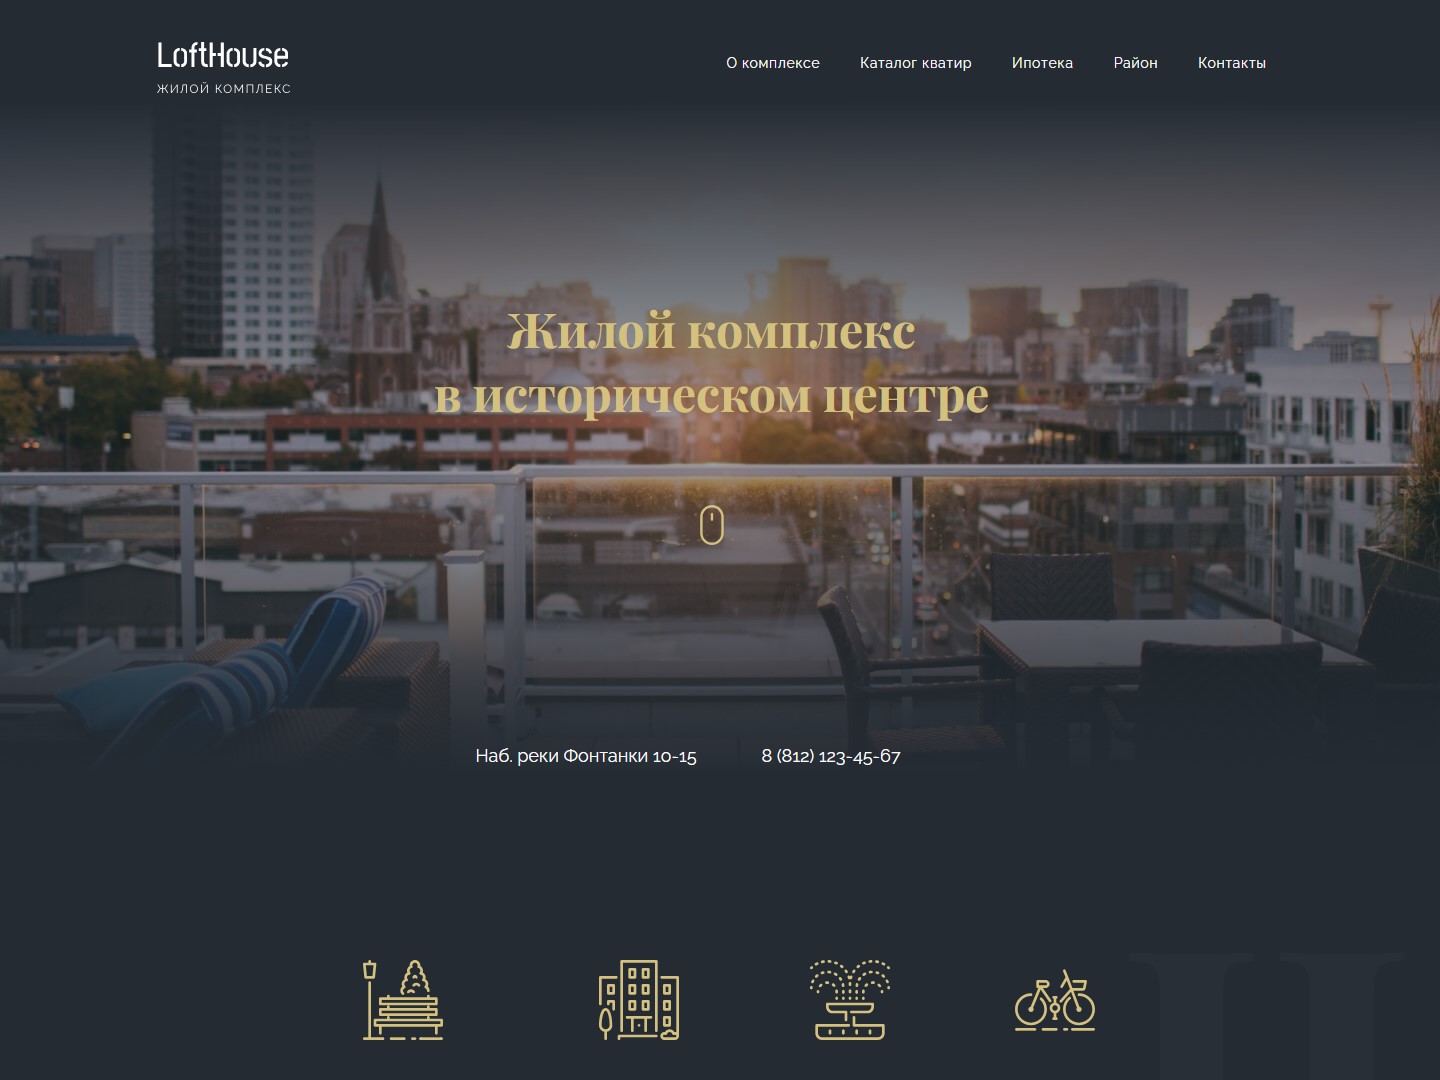 LoftHouse
ЖИЛОЙ КОМПЛЕКС
О комплексе
Каталог кватир
Ипотека
Район
Контакты
Жилой комплекс
в историческом центре
Наб. реки Фонтанки 10-15
8 (812) 123-45-67